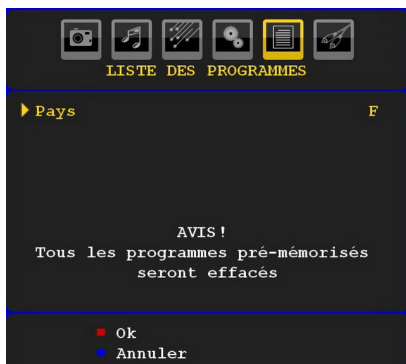 LISTE DES PROGRAMMES
Pays F
AVIS!
Tous les programmes pré-mémorisés
seront effacés
Ok
Annuler